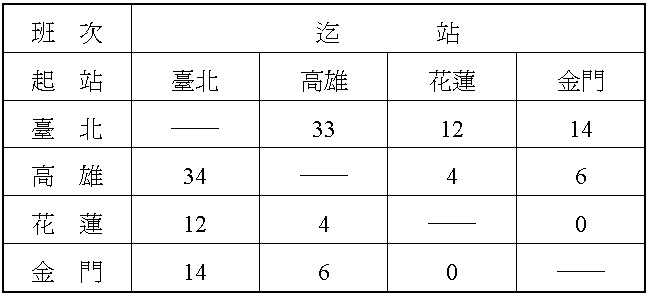 班次 迄站
起站 臺北 高雄 花蓮 金門
臺北 —— 33 12 14
高雄 34 —— 4 6
花蓮 12 4 —— 0
金門 14 6 0 ——